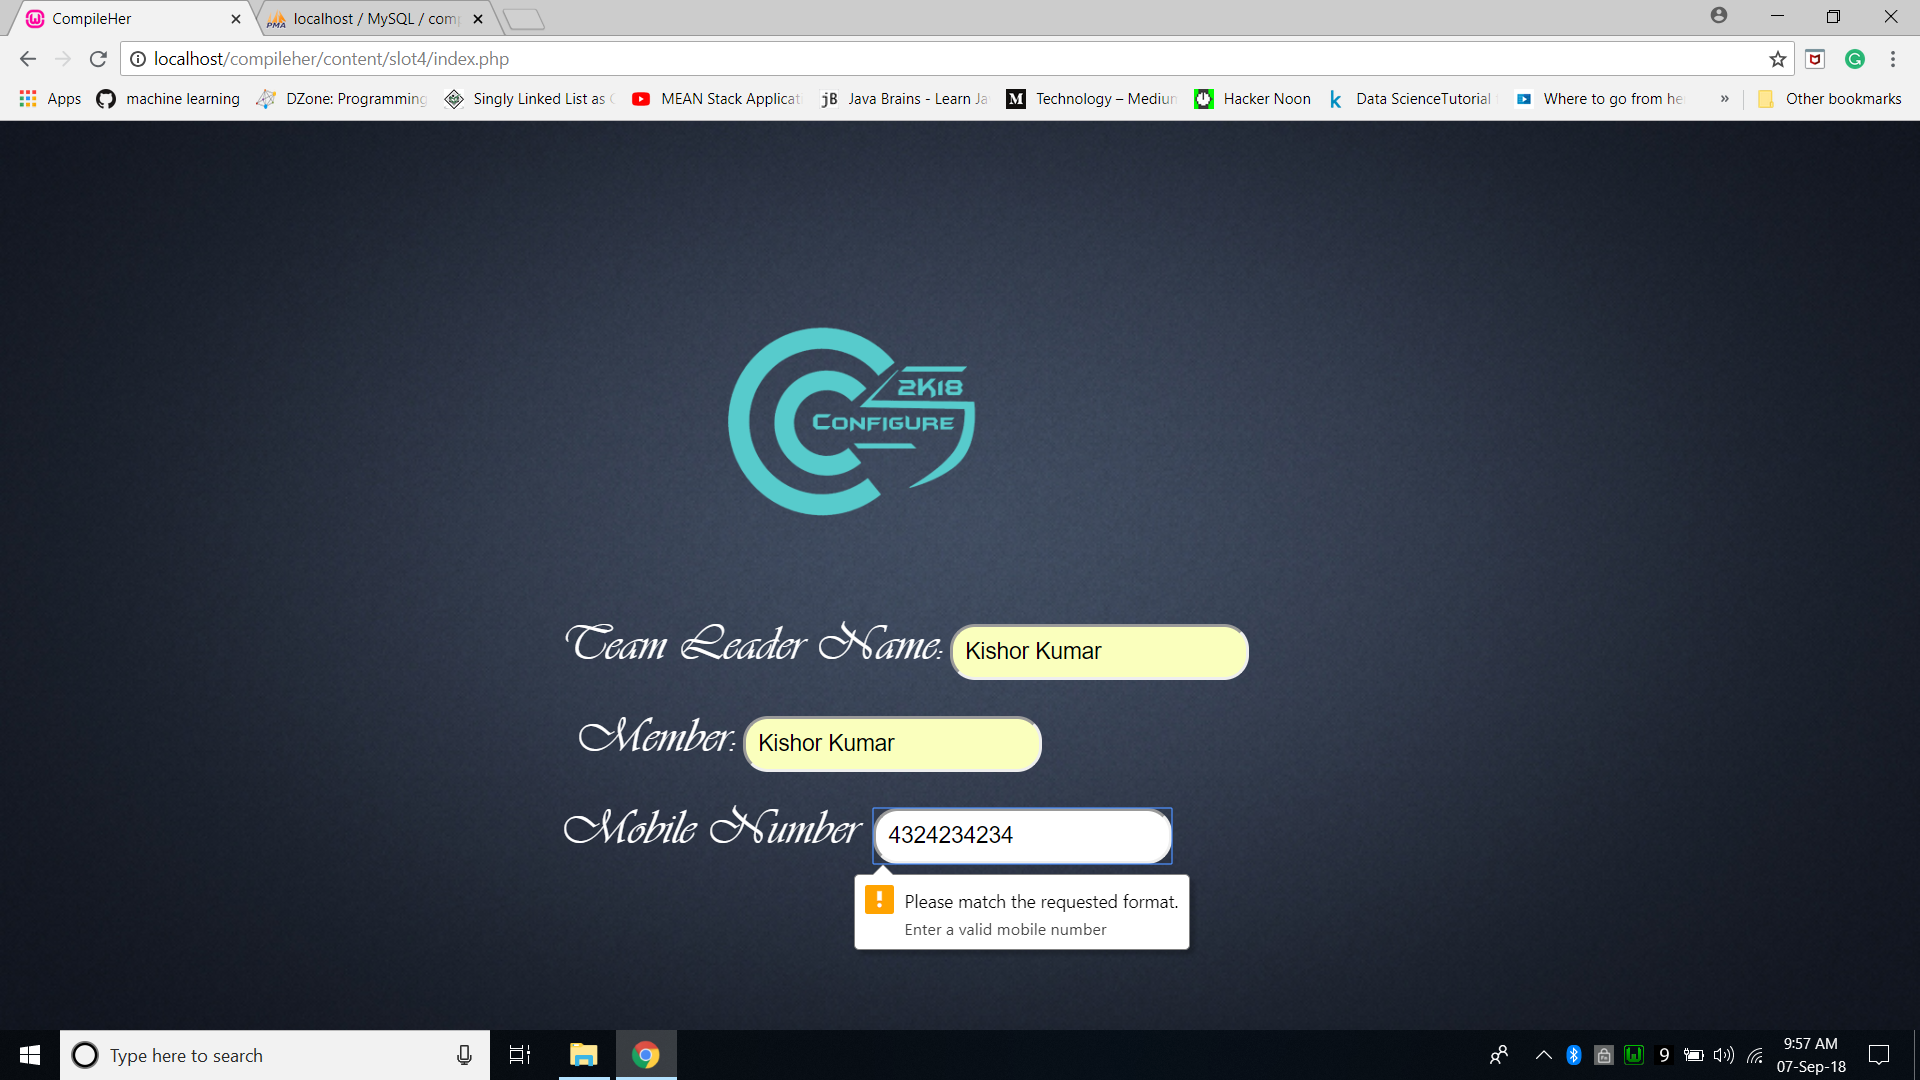 CompileHer
localhost / MySQL / comp
localhost/compileher/content/slot4/index.php
Apps
machine learning
DZone: Programming
Singly Linked List as
MEAN Stack Applicat
jB
Java Brains - Learn Ja
M
Technology – Medium
Hacker Noon
k
Data ScienceTutorial
Where to go from he
»
Other bookmarks
2K18
CONFIGURE
Team Leader Name:
Kishor Kumar
Member:
Kishor Kumar
Mobile Number
4324234234
Please match the requested format.
Enter a valid mobile number
Type here to search
9
9:57 AM
07-Sep-18